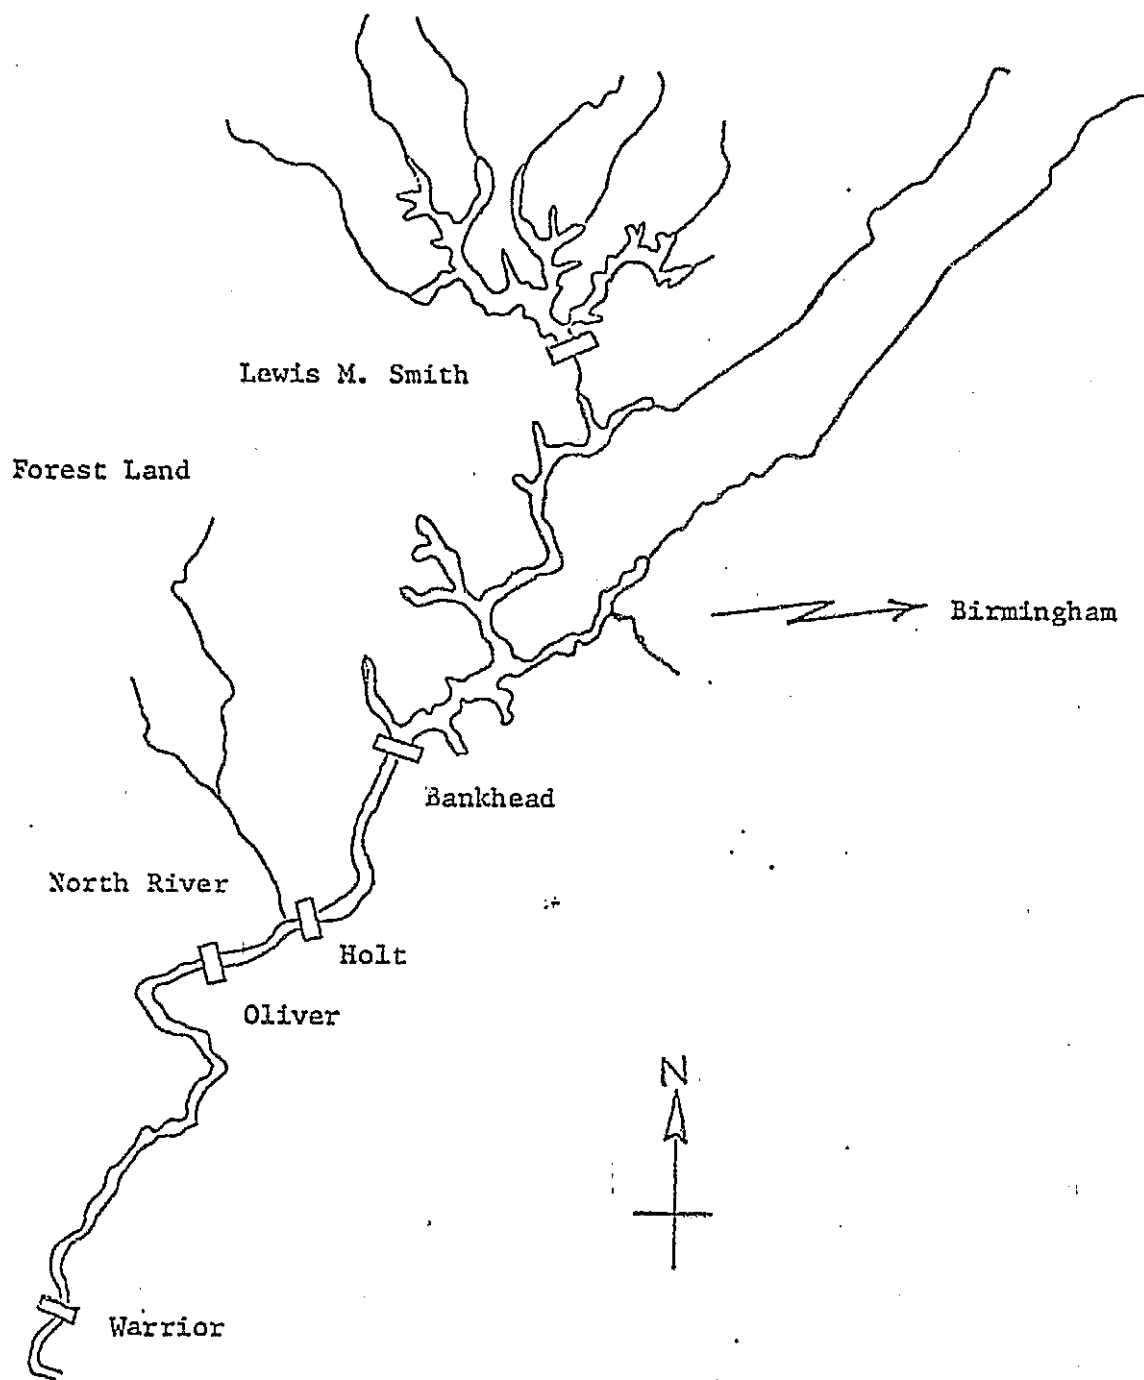 Lewis M. Smith
Forest Land
Birmingham
Bankhead
North River
Holt
Oliver
N
Warrior